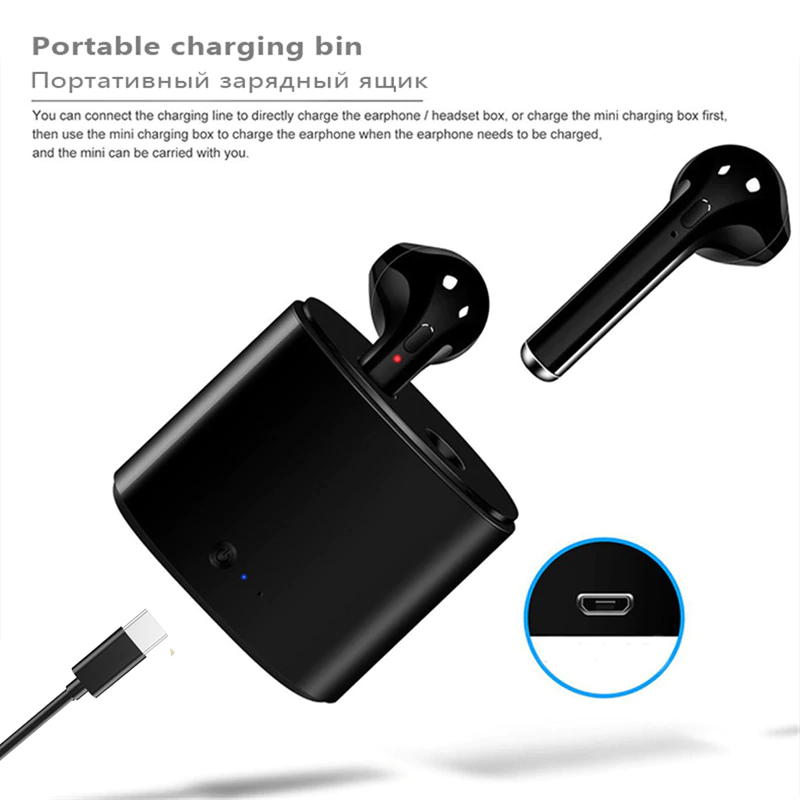 Portable charging bin
Портативный зарядный ящик
You can connect the charging line to directly charge the earphone / headset box, or charge the mini charging box first,
then use the mini charging box to charge the earphone when the earphone needs to be charged,
and the mini can be carried with you.